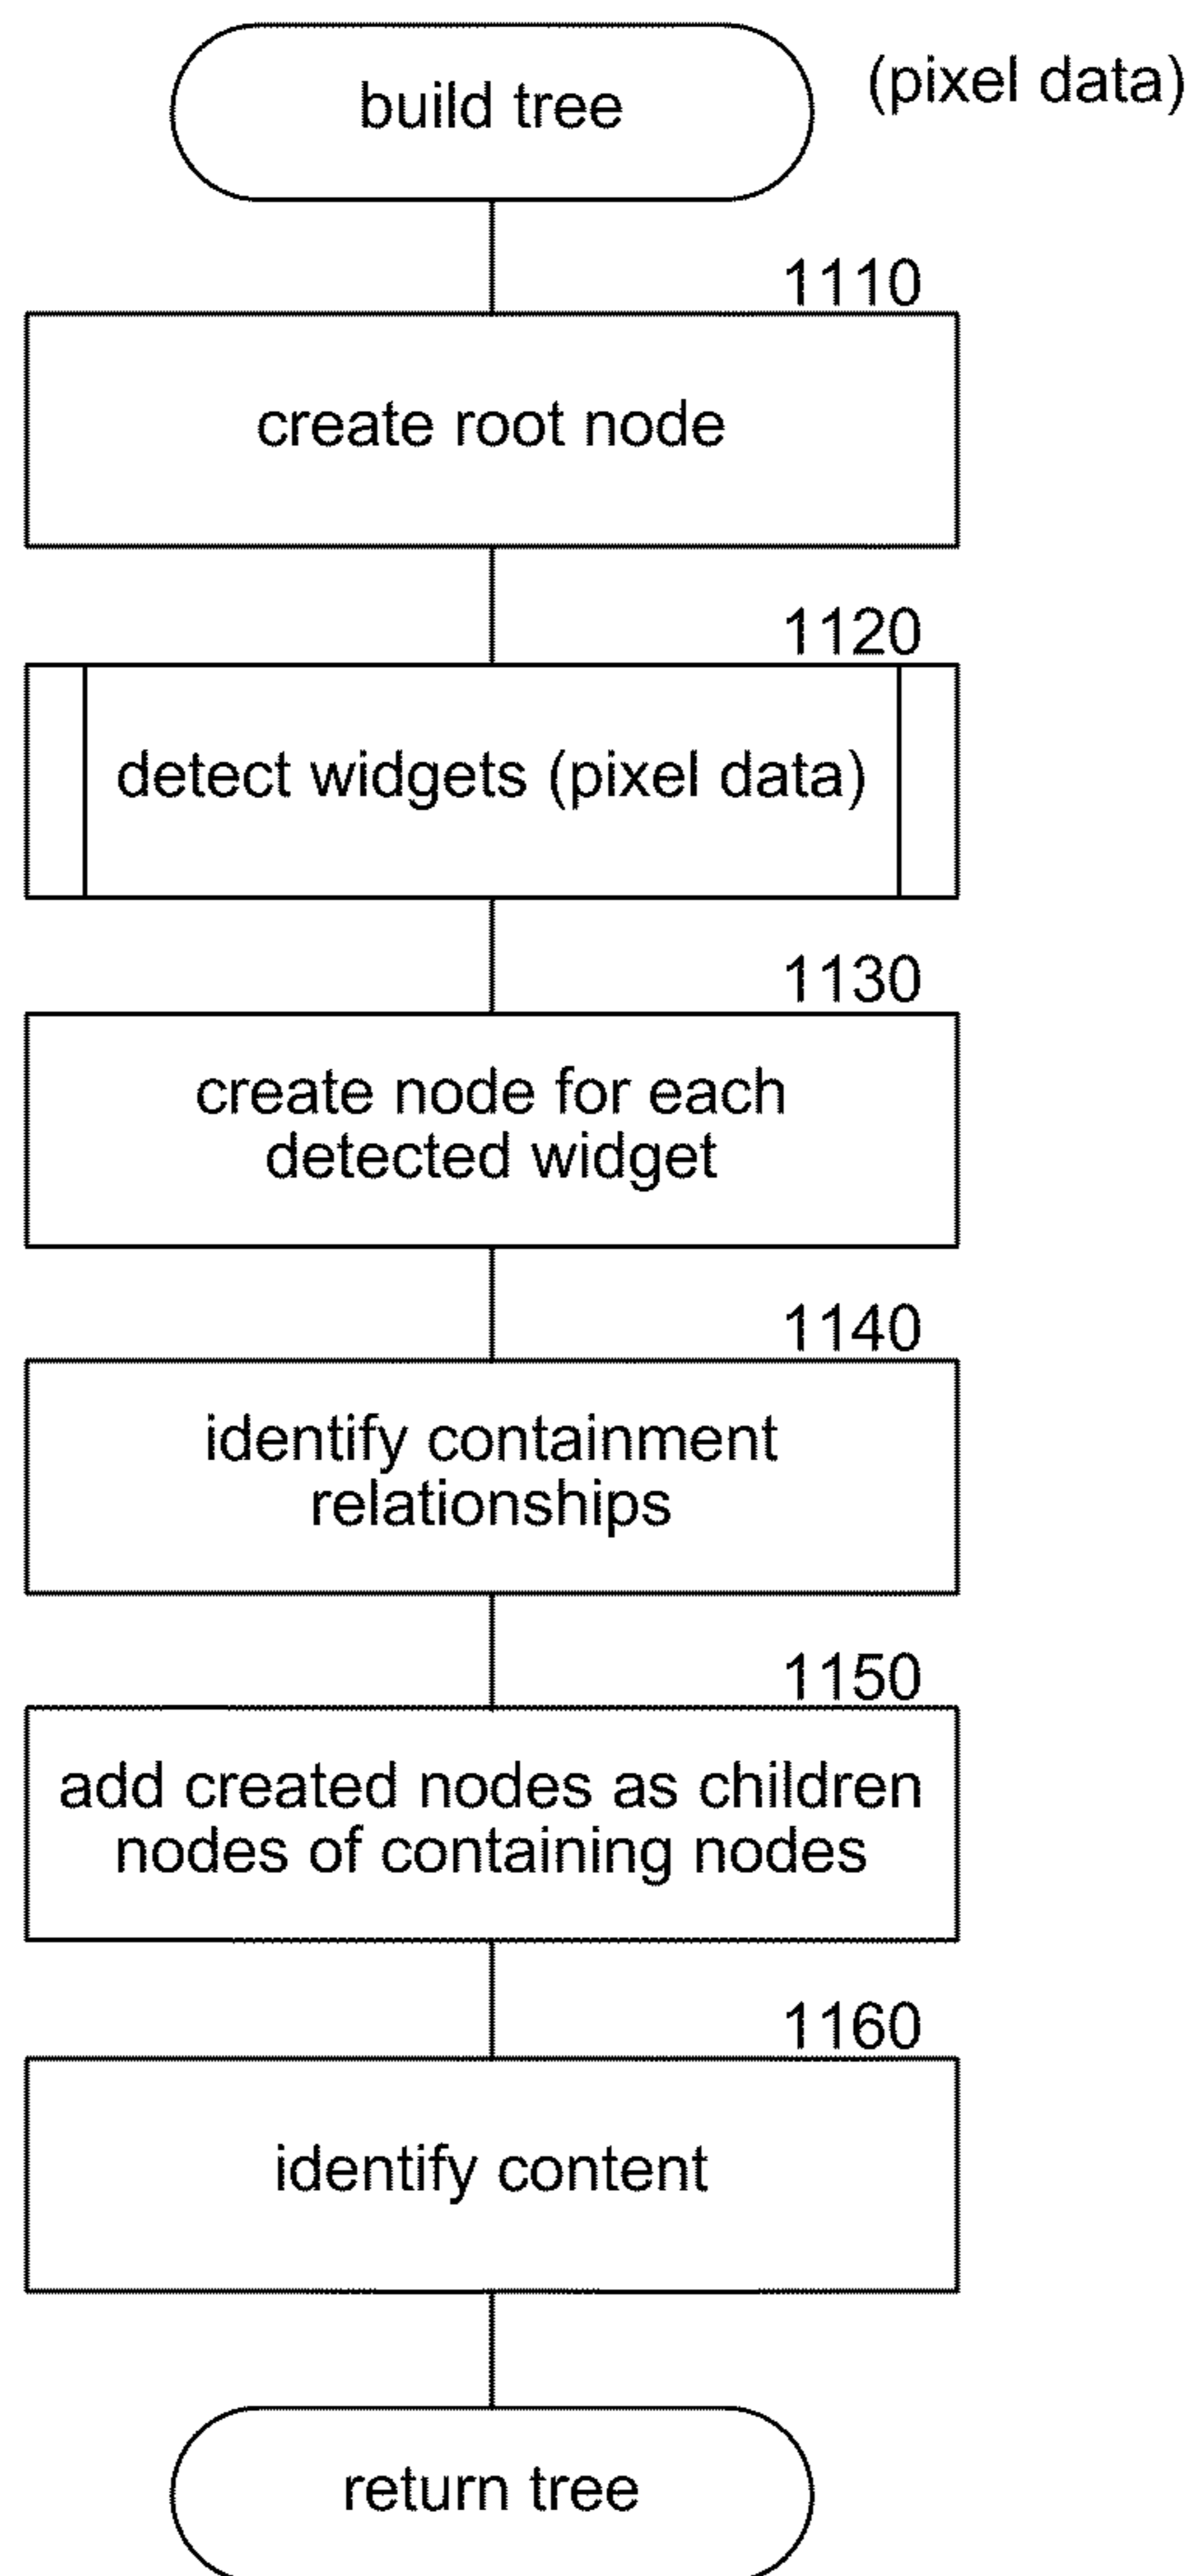 build tree
(pixel data)
1110
create root node
1120
detect widgets (pixel data)
1130
create node for each
detected widget
1140
identify containment
relationships
1150
add created nodes as children
nodes of containing nodes
1160
identify content
return tree